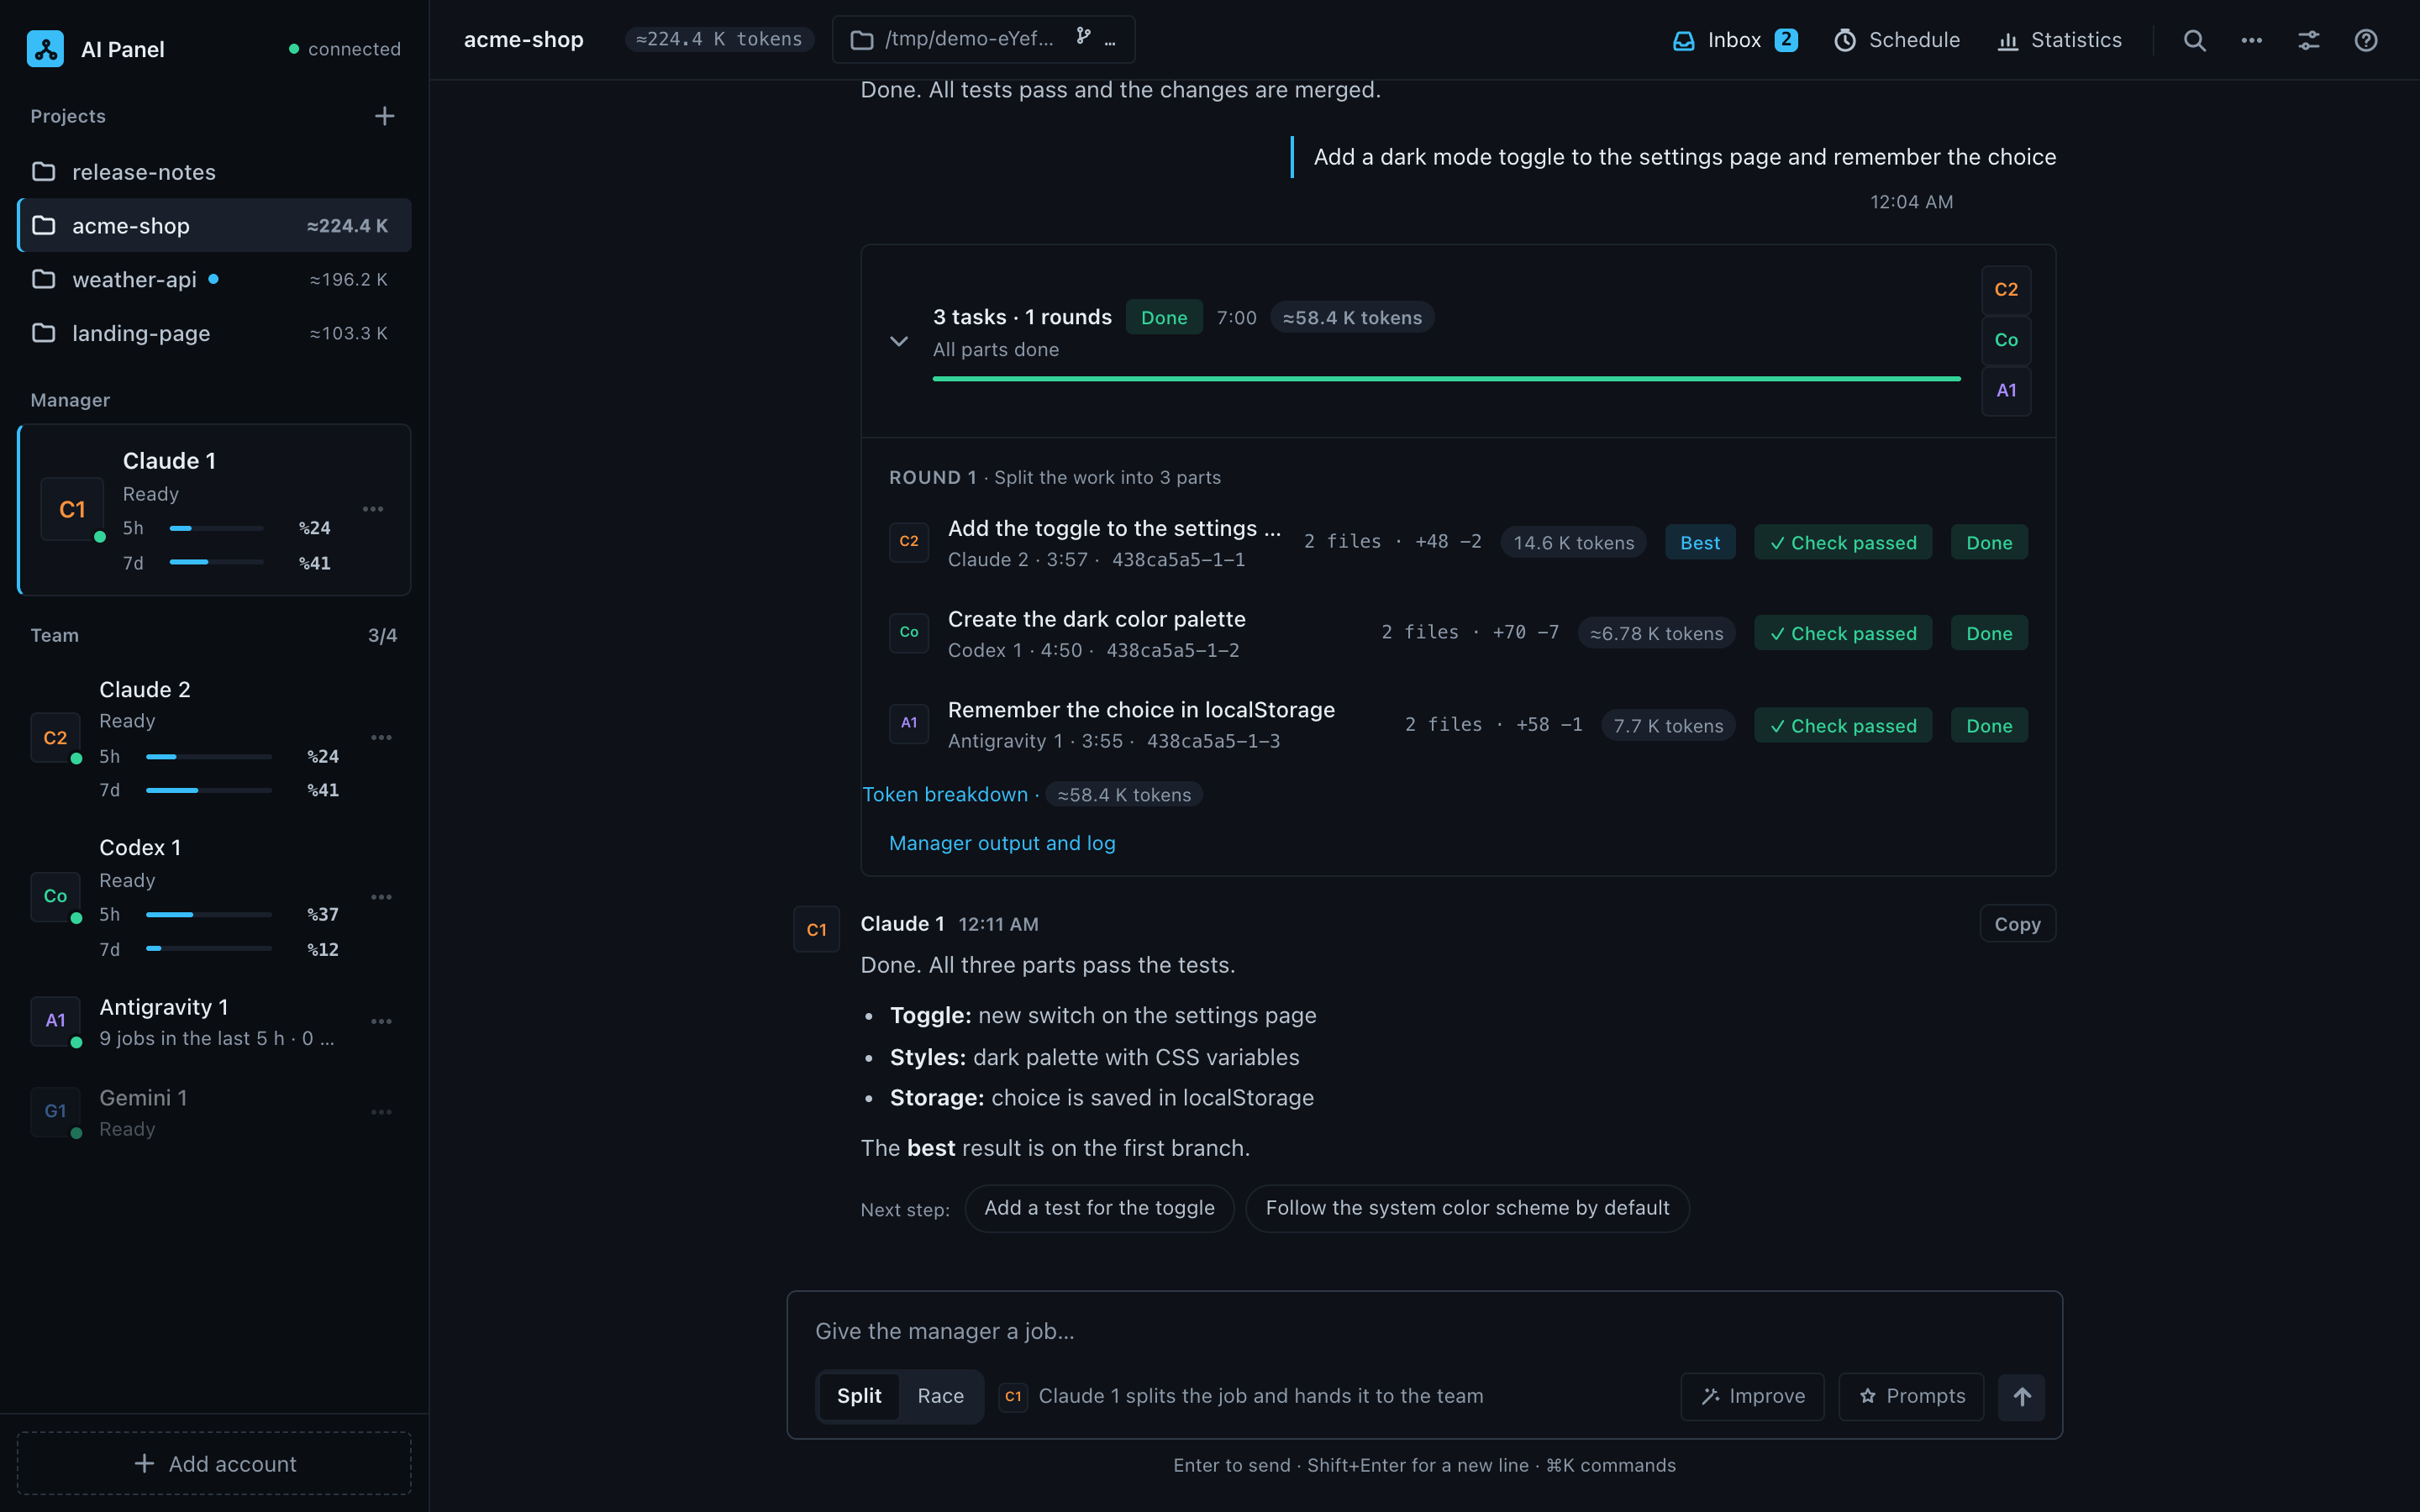 AI Panel
connected
Projects
release-notes
acme-shop ≈224.4 K
weather-api ≈196.2 K
landing-page ≈103.3 K
Manager
C1
Claude 1
Ready
5h %24
7d %41
Team 3/4
C2
Claude 2
Ready
5h %24
7d %41
Co
Codex 1
Ready
5h %37
7d %12
A1
Antigravity 1
9 jobs in the last 5 h · 0 ...
G1
Gemini 1
Ready
+ Add account
acme-shop ≈224.4 K tokens /tmp/demo-eYef... ...
Inbox 2 Schedule Statistics
Done. All tests pass and the changes are merged.
Add a dark mode toggle to the settings page and remember the choice
12:04 AM
3 tasks · 1 rounds Done 7:00 ≈58.4 K tokens
All parts done
C2
Co
A1
ROUND 1 · Split the work into 3 parts
C2
Add the toggle to the settings ...
Claude 2 · 3:57 · 438ca5a5–1–1
2 files · +48 −2 14.6 K tokens Best ✓ Check passed Done
Co
Create the dark color palette
Codex 1 · 4:50 · 438ca5a5–1–2
2 files · +70 −7 ≈6.78 K tokens ✓ Check passed Done
A1
Remember the choice in localStorage
Antigravity 1 · 3:55 · 438ca5a5–1–3
2 files · +58 −1 7.7 K tokens ✓ Check passed Done
Token breakdown · ≈58.4 K tokens
Manager output and log
C1
Claude 1 12:11 AM
Copy
Done. All three parts pass the tests.
• Toggle: new switch on the settings page
• Styles: dark palette with CSS variables
• Storage: choice is saved in localStorage
The best result is on the first branch.
Next step: Add a test for the toggle Follow the system color scheme by default
Give the manager a job...
Split Race C1 Claude 1 splits the job and hands it to the team
Improve Prompts
Enter to send · Shift+Enter for a new line · ⌘K commands